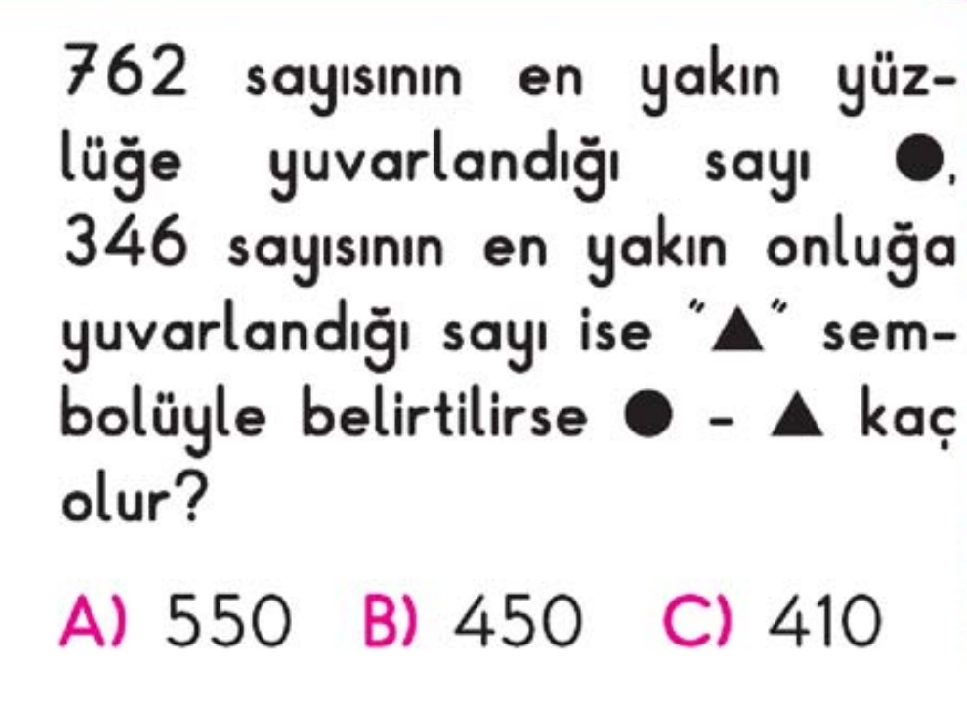 762 sayısının en yakın yüz-
lüğe yuvarlandığı sayı ●,
346 sayısının en yakın onluğa
yuvarlandığı sayı ise "▲" sem-
bolüyle belirtilirse ● - ▲ kaç
olur?
A) 550 B) 450 C) 410